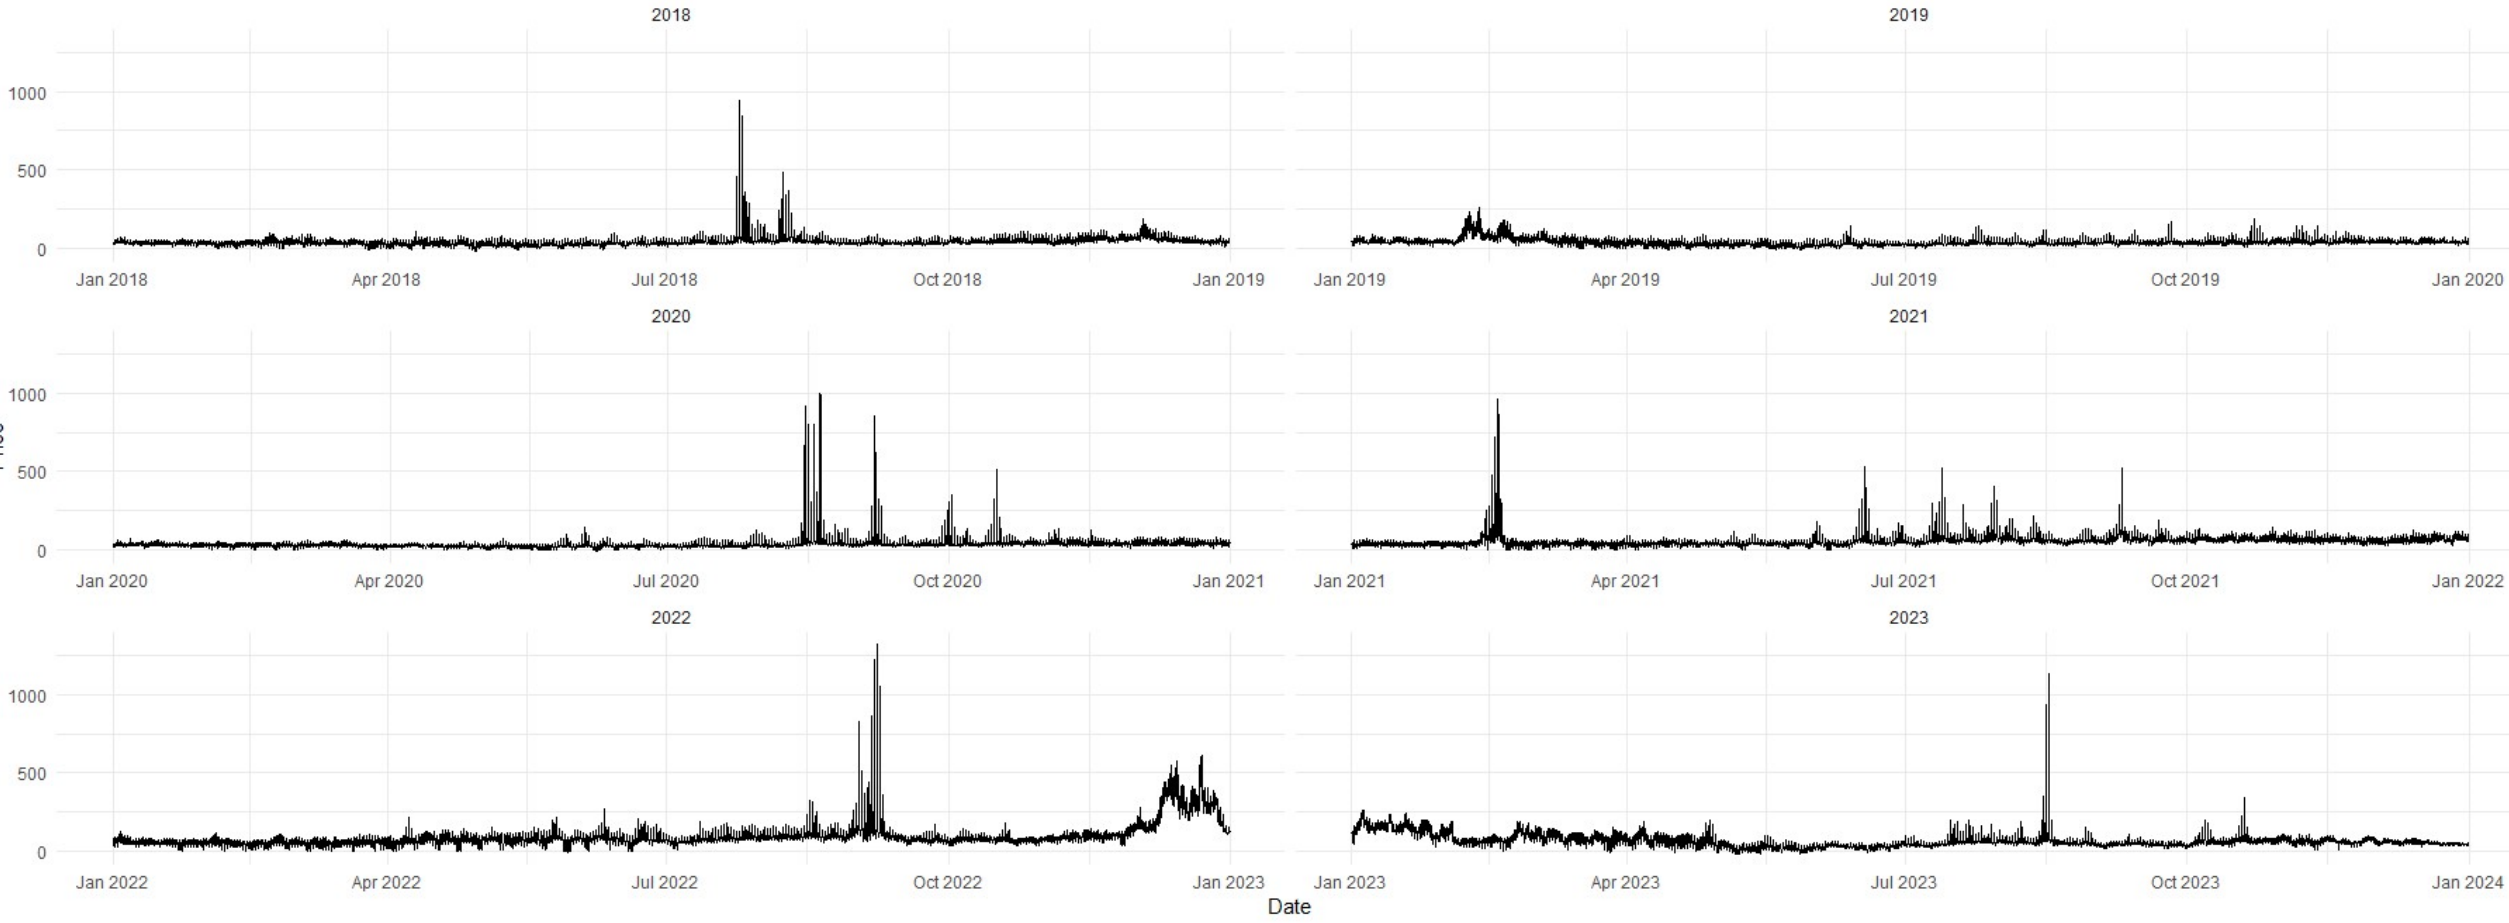 2018
2019
1000
500
0
Jan 2018
Apr 2018
Jul 2018
Oct 2018
Jan 2019
Jan 2019
Apr 2019
Jul 2019
Oct 2019
Jan 2020
2020
2021
1000
500
0
Jan 2020
Apr 2020
Jul 2020
Oct 2020
Jan 2021
Jan 2021
Apr 2021
Jul 2021
Oct 2021
Jan 2022
2022
2023
1000
500
0
Jan 2022
Apr 2022
Jul 2022
Oct 2022
Jan 2023
Jan 2023
Apr 2023
Jul 2023
Oct 2023
Jan 2024
Date